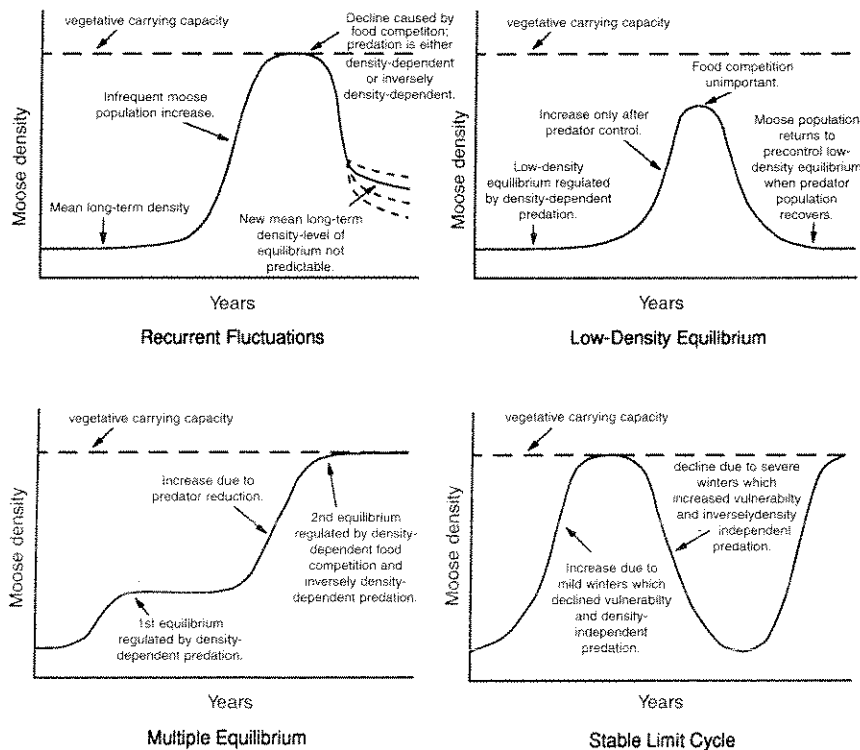 vegetative carrying capacity
Decline caused by
food competiton;
predation is either
density-dependent
or inversely
density-dependent.
Infrequent moose
population increase.
Mean long-term density
New mean long-term
density-level of
equilibrium not
predictable.
Moose density
Years
Recurrent Fluctuations
vegetative carrying capacity
Food competition
unimportant.
Increase only after
predator control.
Moose population
returns to
precontrol low-
density equilibrium
when predator
population
recovers.
Low-density
equilibrium regulated
by density-dependent
predation.
Moose density
Years
Low-Density Equilibrium
vegetative carrying capacity
Increase due to
predator reduction.
2nd equilibrium
regulated by density-
dependent food
competition and
inversely density-
dependent predation.
1st equilibrium
regulated by density-
dependent predation.
Moose density
Years
Multiple Equilibrium
vegetative carrying capacity
decline due to severe
winters which
increased vulnerabilty
and inverselydensity
independent
predation.
Increase due to
mild winters which
declined vulnerabilty
and density-
independent
predation.
Moose density
Years
Stable Limit Cycle